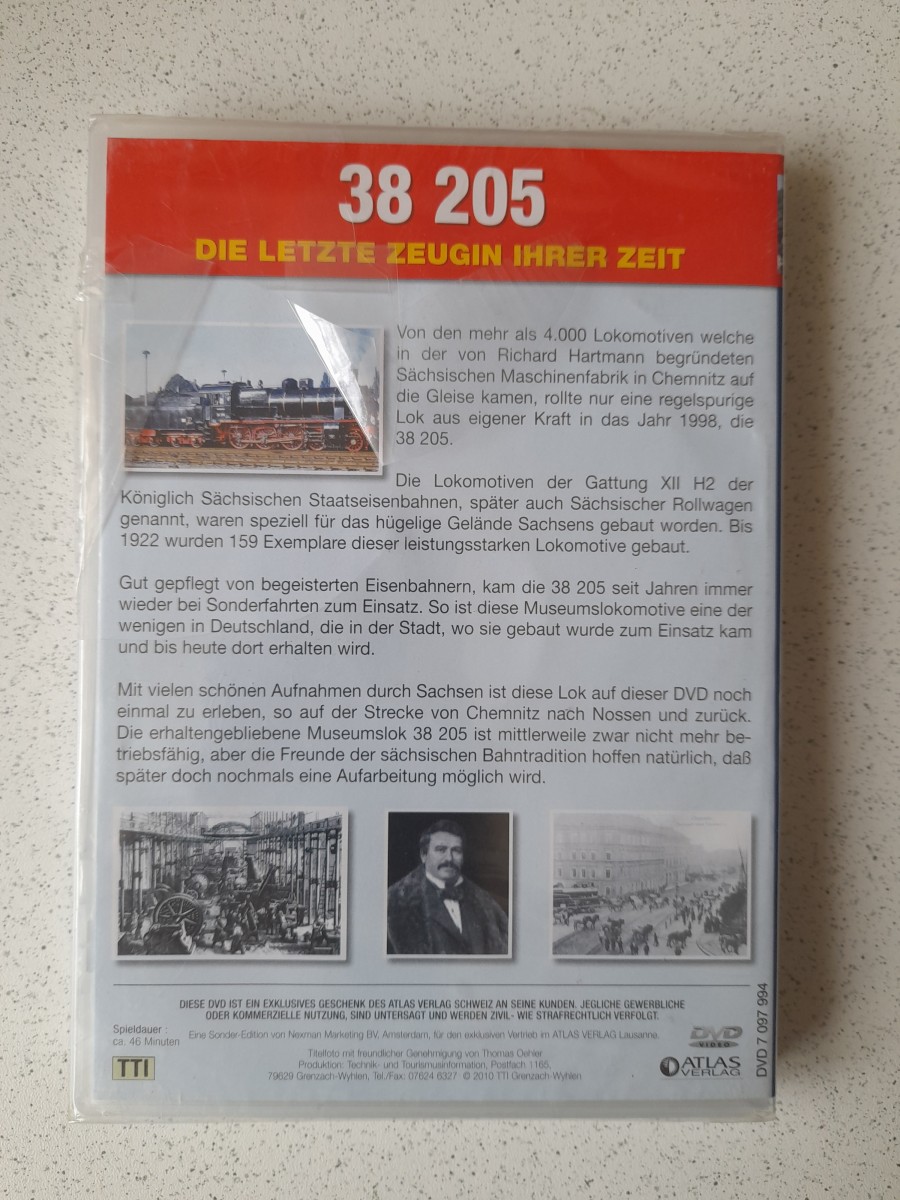 38 205
DIE LETZTE ZEUGIN IHRER ZEIT
Von den mehr als 4.000 Lokomotiven welche
in der von Richard Hartmann begründeten
Sächsischen Maschinenfabrik in Chemnitz auf
die Gleise kamen, rollte nur eine regelspurige
Lok aus eigener Kraft in das Jahr 1998, die
38 205.
Die Lokomotiven der Gattung XII H2 der
Königlich Sächsischen Staatseisenbahnen, später auch Sächsischer Rollwagen
genannt, waren speziell für das hügelige Gelände Sachsens gebaut worden. Bis
1922 wurden 159 Exemplare dieser leistungsstarken Lokomotive gebaut.
Gut gepflegt von begeisterten Eisenbahnern, kam die 38 205 seit Jahren immer
wieder bei Sonderfahrten zum Einsatz. So ist diese Museumslokomotive eine der
wenigen in Deutschland, die in der Stadt, wo sie gebaut wurde zum Einsatz kam
und bis heute dort erhalten wird.
Mit vielen schönen Aufnahmen durch Sachsen ist diese Lok auf dieser DVD noch
einmal zu erleben, so auf der Strecke von Chemnitz nach Nossen und zurück.
Die erhaltengebliebene Museumslok 38 205 ist mittlerweile zwar nicht mehr be-
triebsfähig, aber die Freunde der sächsischen Bahntradition hoffen natürlich, daß
später doch nochmals eine Aufarbeitung möglich wird.
DIESE DVD IST EIN EXKLUSIVES GESCHENK DES ATLAS VERLAG SCHWEIZ AN SEINE KUNDEN. JEGLICHE GEWERBLICHE
ODER KOMMERZIELLE NUTZUNG, SIND UNTERSAGT UND WERDEN ZIVIL- WIE STRAFRECHTLICH VERFOLGT.
Spieldauer :
ca. 46 Minuten
Eine Sonder-Edition von Nexman Marketing BV, Amsterdam, für den exklusiven Vertrieb im ATLAS VERLAG Lausanne.
Titelfoto mit freundlicher Genehmigung von Thomas Oehler
Produktion: Technik- und Tourismusinformation, Postfach 1165,
79629 Grenzach-Wyhlen, Tel./Fax: 07624 6327 © 2010 TTI Grenzach-Wyhlen
TTI
DVD
VIDEO
ATLAS
VERLAG
DVD 7 097 994